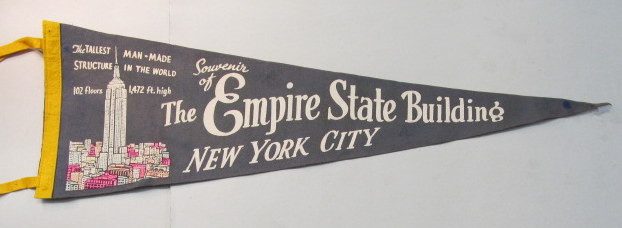 The TALLEST MAN-MADE
STRUCTURE IN THE WORLD
102 Floors 1,472 ft. high
Souvenir
of
The Empire State Building
NEW YORK CITY